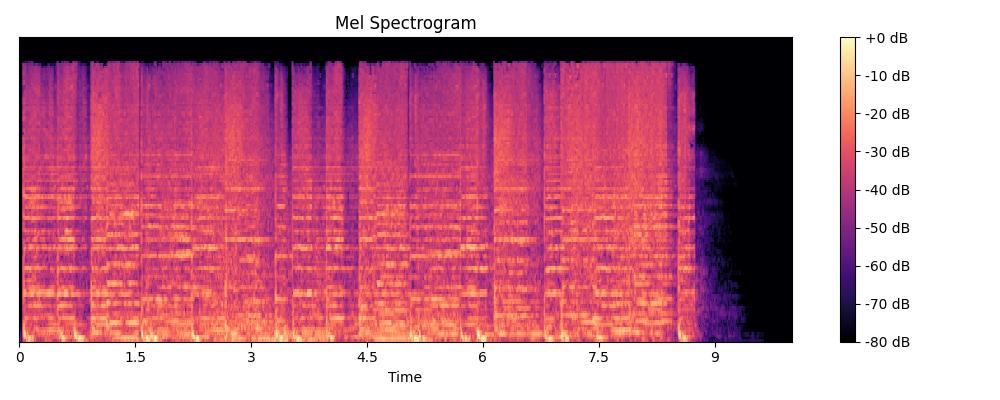 Mel Spectrogram
+0 dB
-10 dB
-20 dB
-30 dB
-40 dB
-50 dB
-60 dB
-70 dB
-80 dB
0 1.5 3 4.5 6 7.5 9
Time